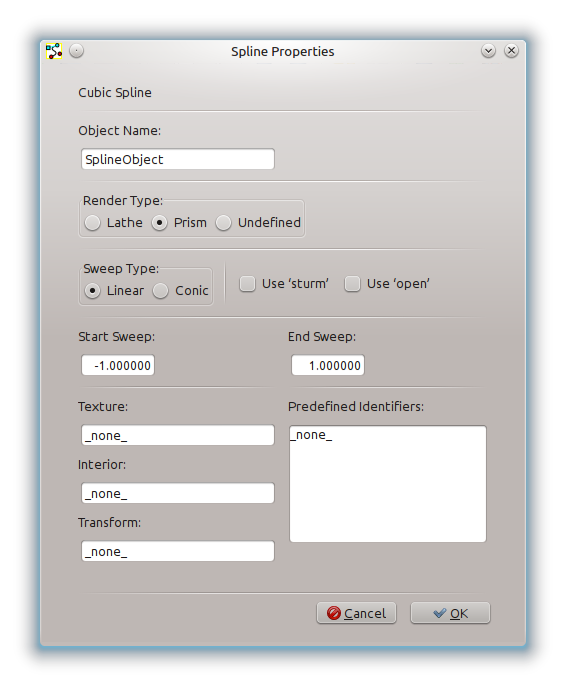 Spline Properties
Cubic Spline
Object Name:
SplineObject
Render Type:
Lathe Prism Undefined
Sweep Type:
Linear Conic Use ‘sturm’ Use ‘open’
Start Sweep: End Sweep:
-1.000000 1.000000
Texture: Predefined Identifiers:
_none_ _none_
Interior:
_none_
Transform:
_none_
Cancel OK